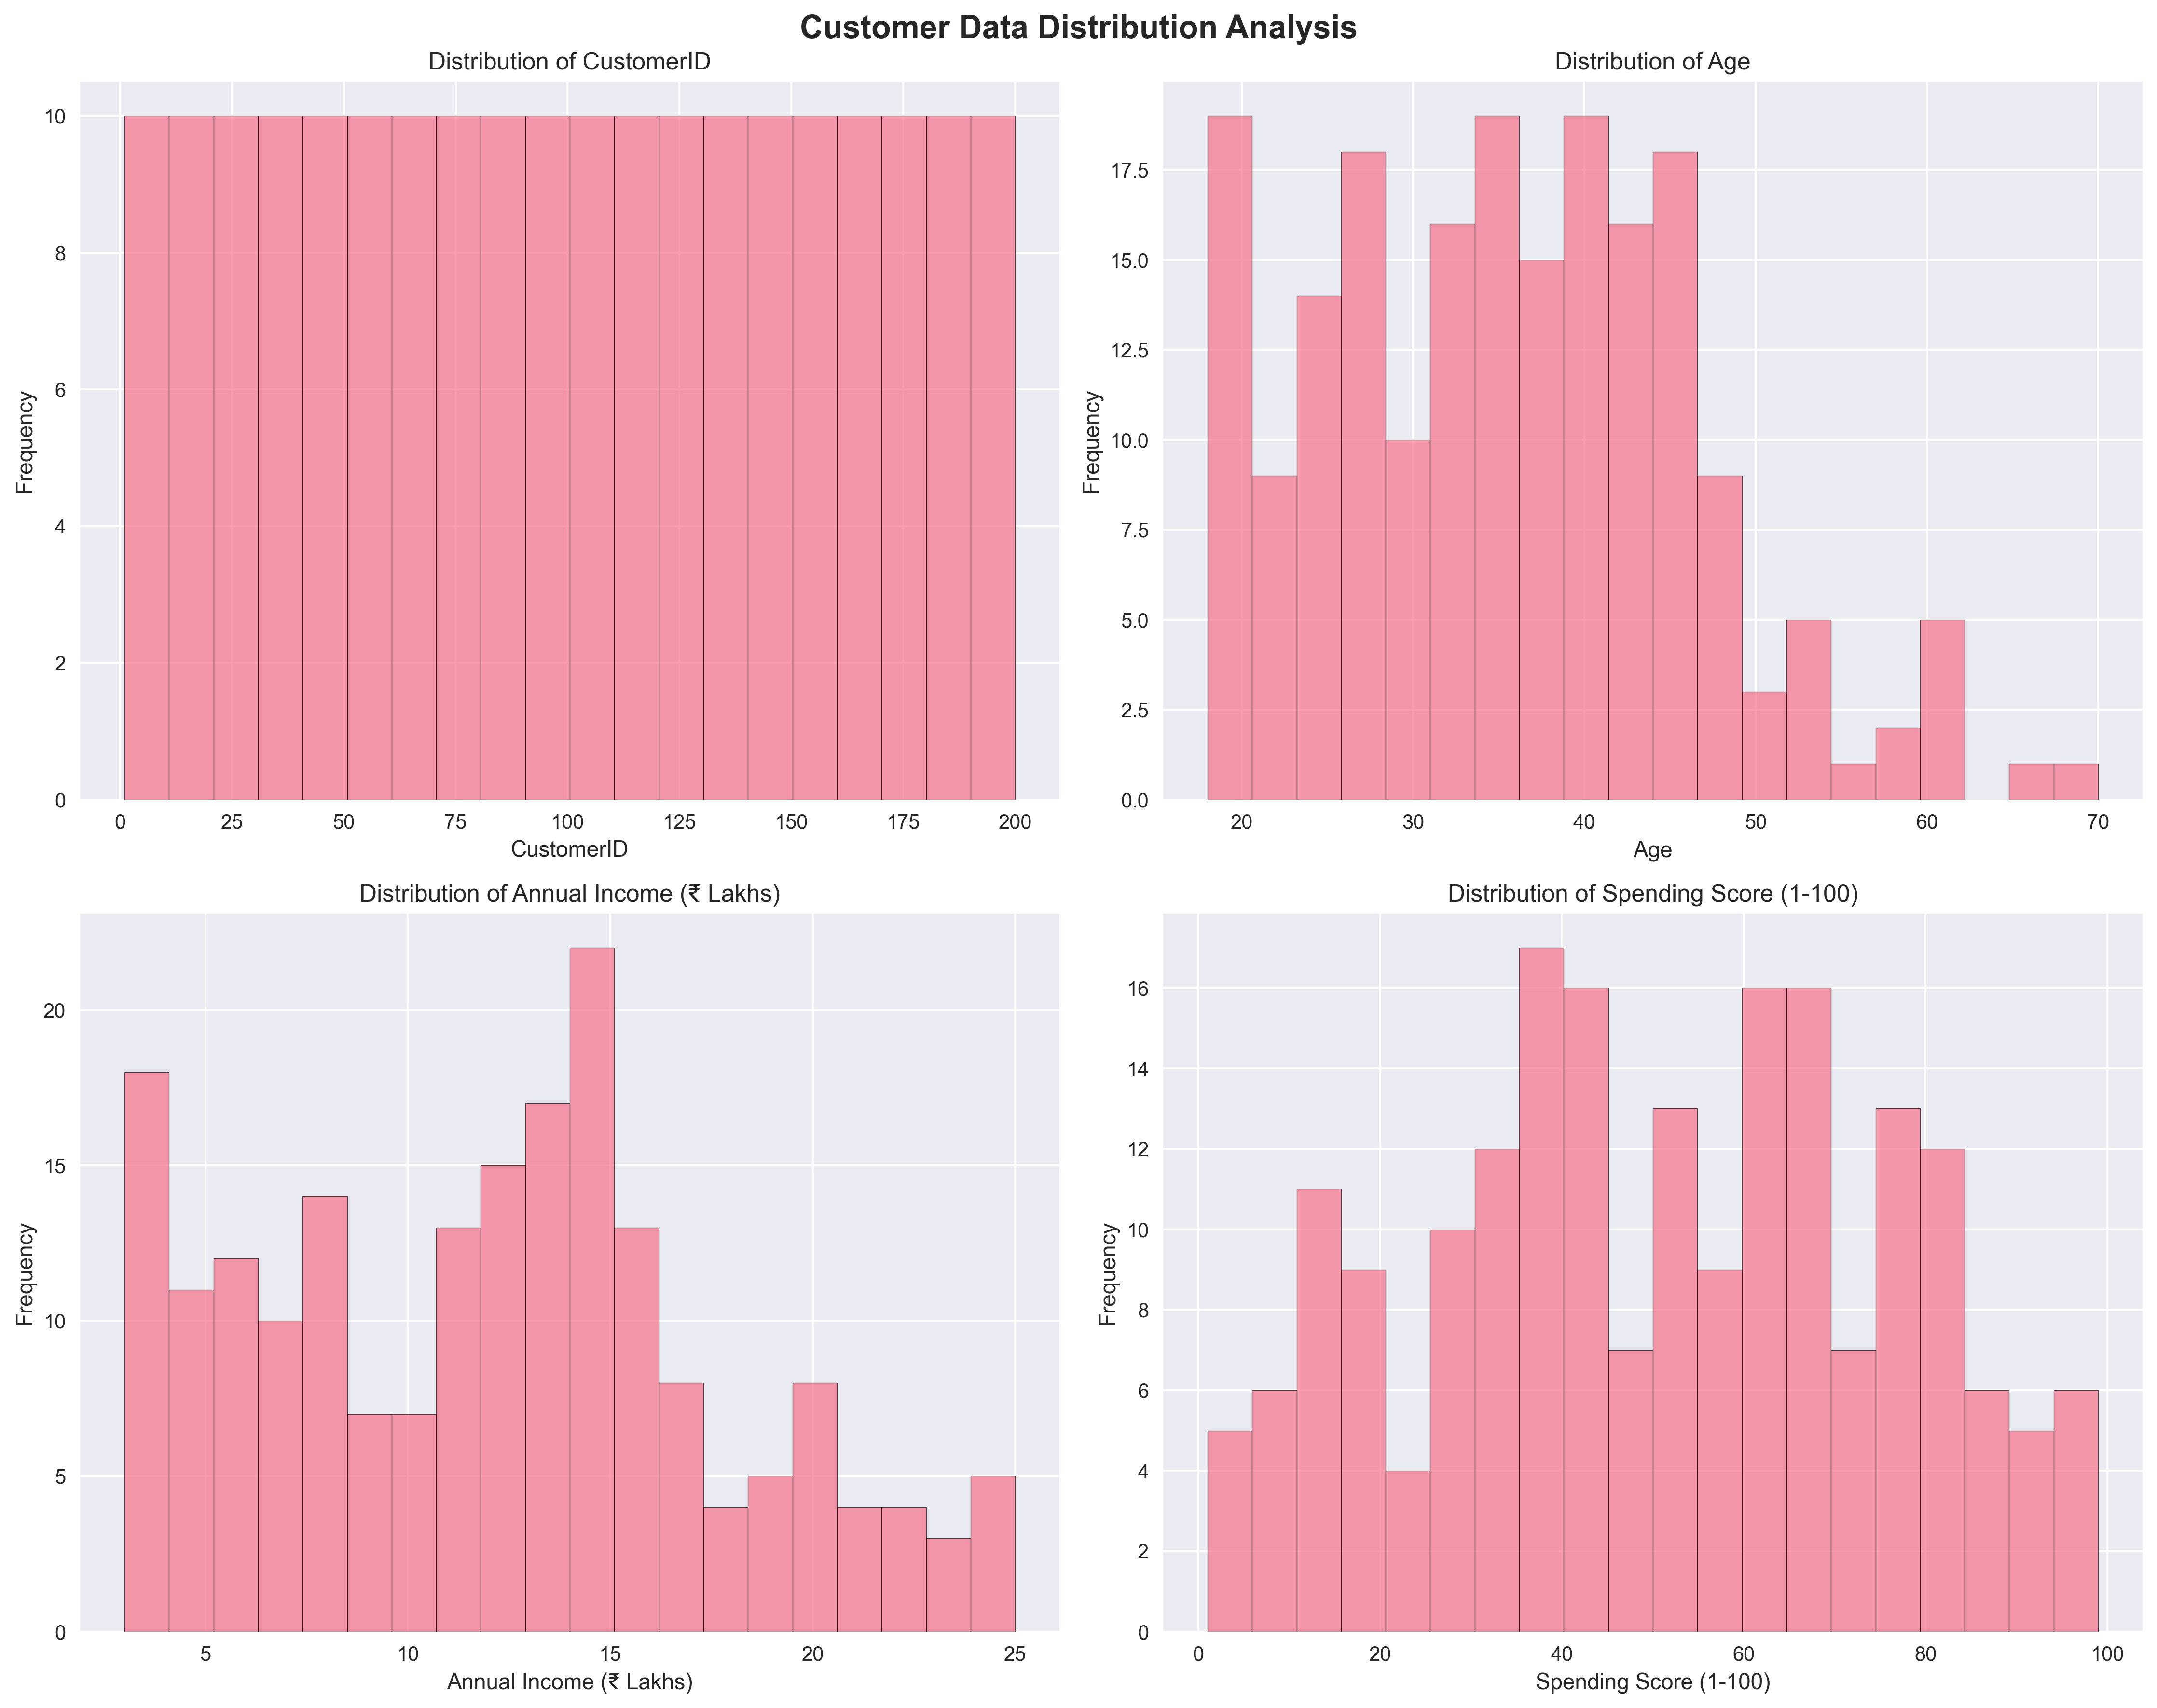 Customer Data Distribution Analysis
Distribution of CustomerID
10
8
6
4
2
0
Frequency
0 25 50 75 100 125 150 175 200
CustomerID
Distribution of Age
17.5
15.0
12.5
10.0
7.5
5.0
2.5
0.0
Frequency
20 30 40 50 60 70
Age
Distribution of Annual Income (₹ Lakhs)
20
15
10
5
0
Frequency
5 10 15 20 25
Annual Income (₹ Lakhs)
Distribution of Spending Score (1-100)
16
14
12
10
8
6
4
2
0
Frequency
0 20 40 60 80 100
Spending Score (1-100)